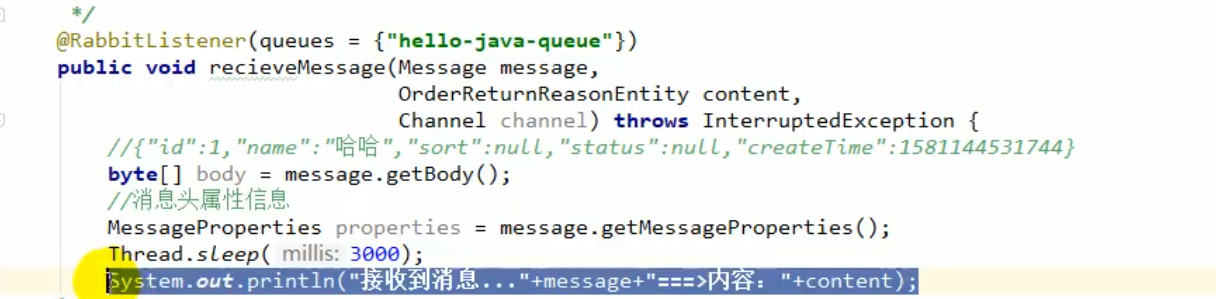 */
@RabbitListener(queues = {"hello-java-queue"})
public void recieveMessage(Message message,
OrderReturnReasonEntity content,
Channel channel) throws InterruptedException {
//{"id":1,"name":"哈哈","sort":null,"status":null,"createTime":1581144531744}
byte[] body = message.getBody();
//消息头属性信息
MessageProperties properties = message.getMessageProperties();
Thread.sleep( millis: 3000);
System.out.println("接收到消息..."+message+"===>内容："+content);